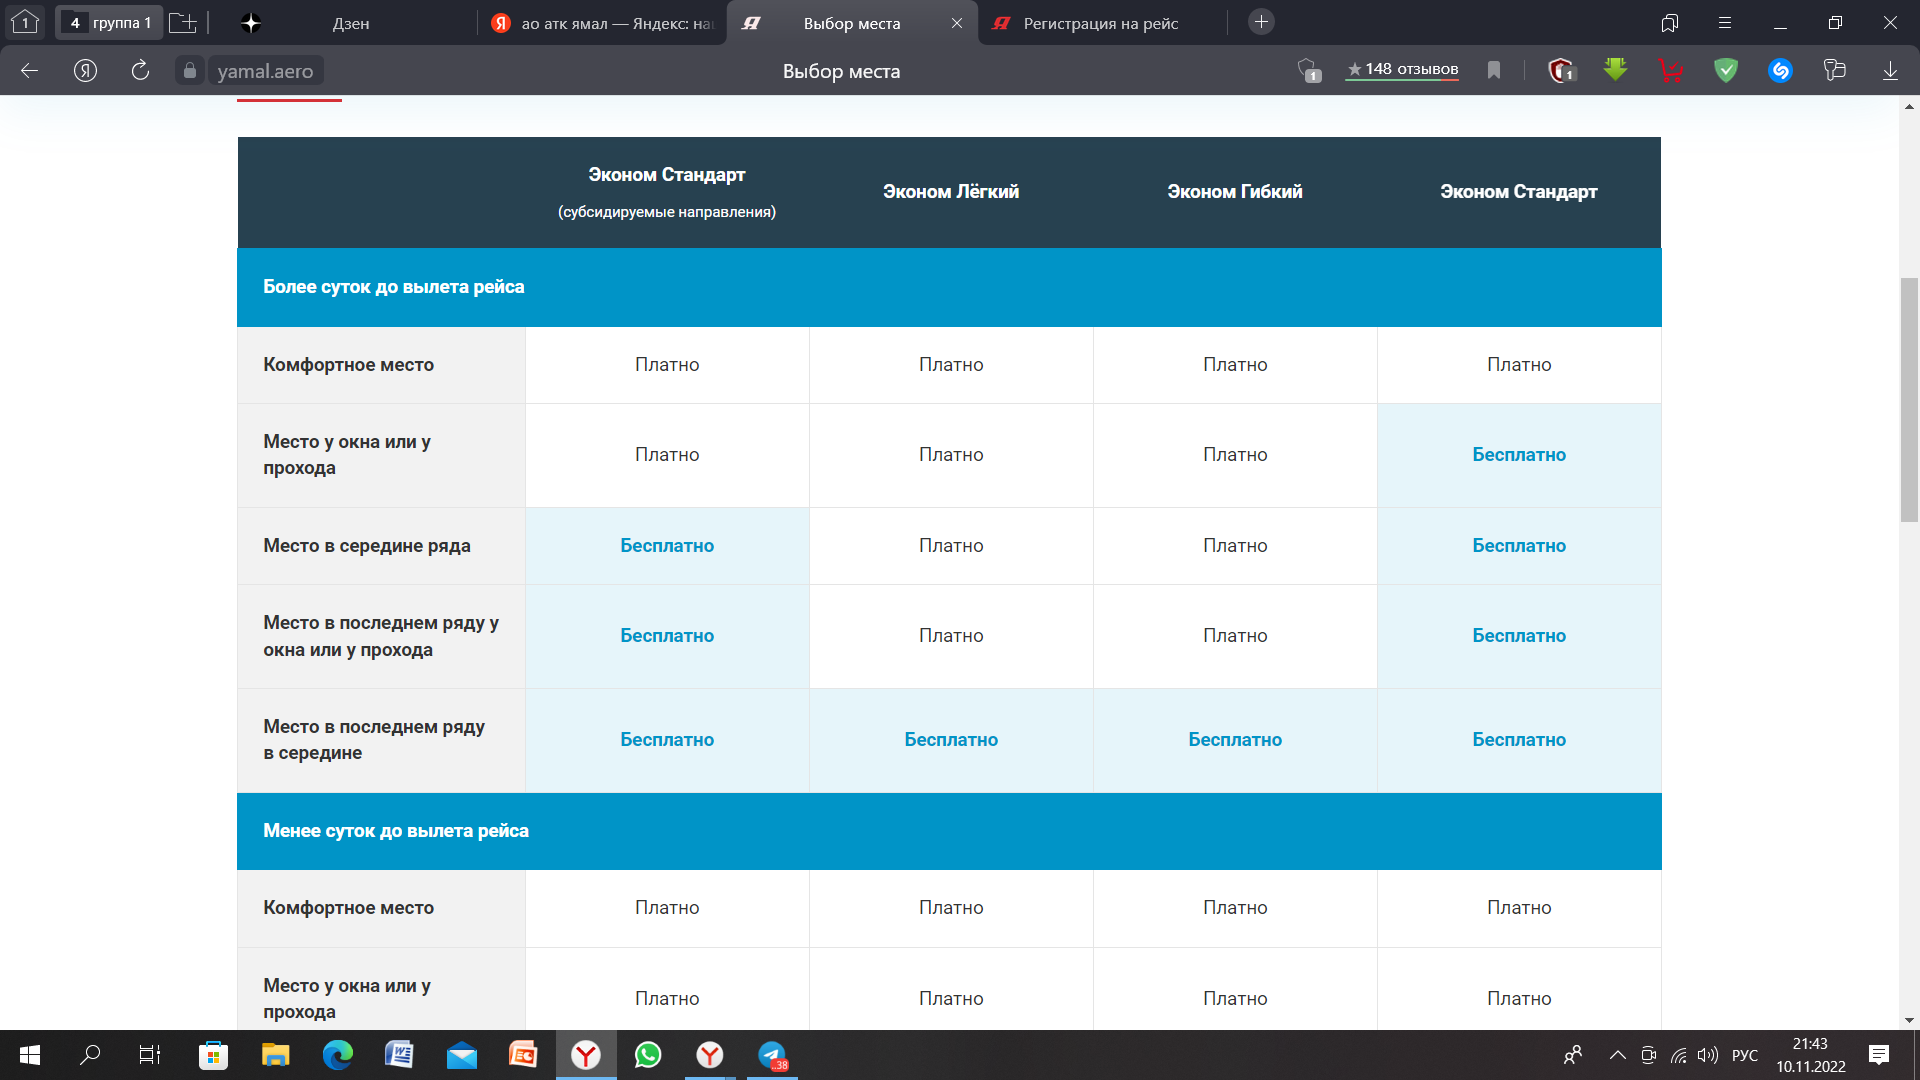 1
4 группа 1
Дзен
Я ао атк ямал — Яндекс: на
Я Выбор места
Я Регистрация на рейс
Я yamal.aero
Выбор места
1
★148 отзывов
1
Эконом Стандарт
(субсидируемые направления)
Эконом Лёгкий
Эконом Гибкий
Эконом Стандарт
Более суток до вылета рейса
Комфортное место
Платно
Платно
Платно
Платно
Место у окна или у
прохода
Платно
Платно
Платно
Бесплатно
Место в середине ряда
Бесплатно
Платно
Платно
Бесплатно
Место в последнем ряду у
окна или у прохода
Бесплатно
Платно
Платно
Бесплатно
Место в последнем ряду
в середине
Бесплатно
Бесплатно
Бесплатно
Бесплатно
Менее суток до вылета рейса
Комфортное место
Платно
Платно
Платно
Платно
Место у окна или у
прохода
Платно
Платно
Платно
Платно
..38
РУС
21:43
10.11.2022